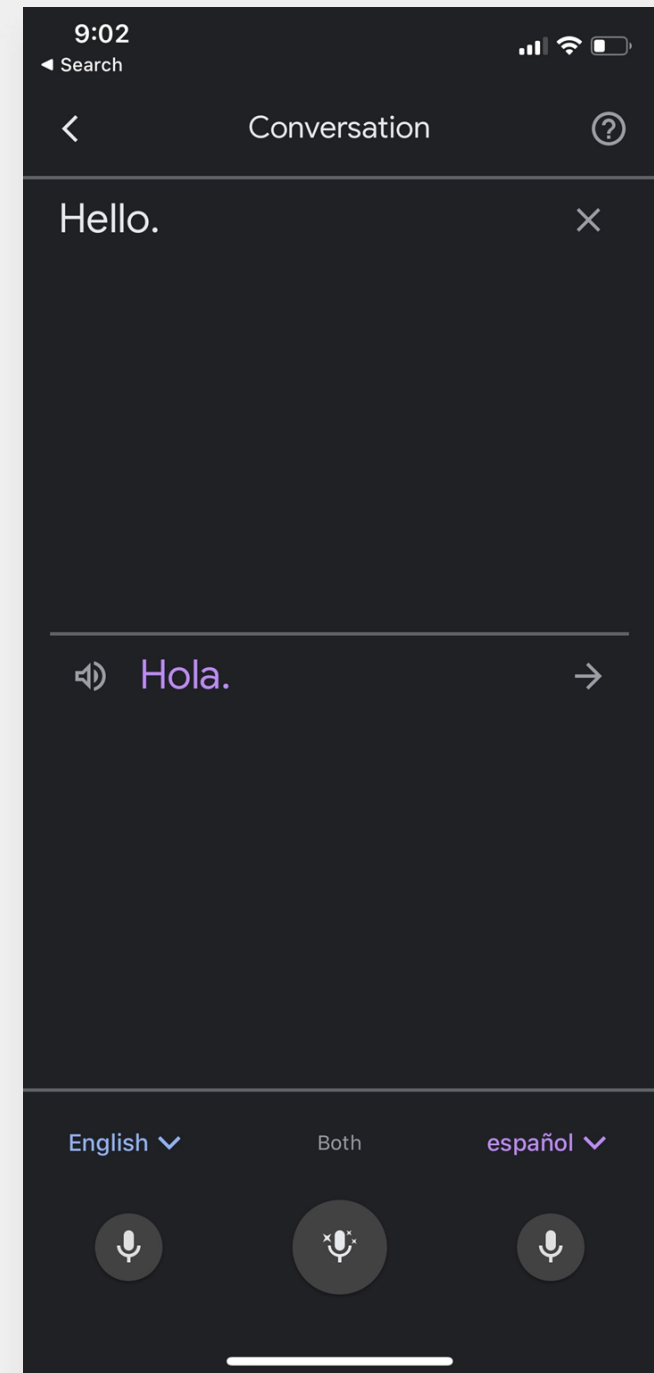 9:02
◀ Search
Conversation
Hello.
Hola.
English
Both
español